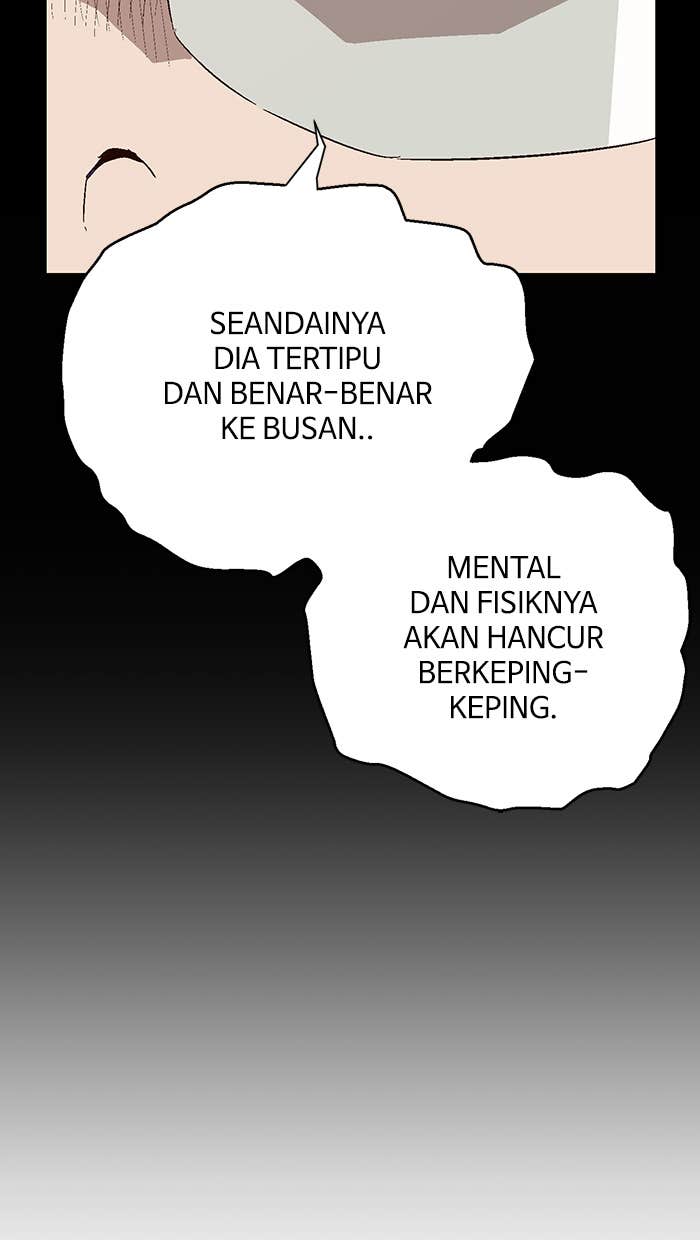 SEANDAINYA
DIA TERTIPU
DAN BENAR-BENAR
KE BUSAN..
MENTAL
DAN FISIKNYA
AKAN HANCUR
BERKEPING-
KEPING.